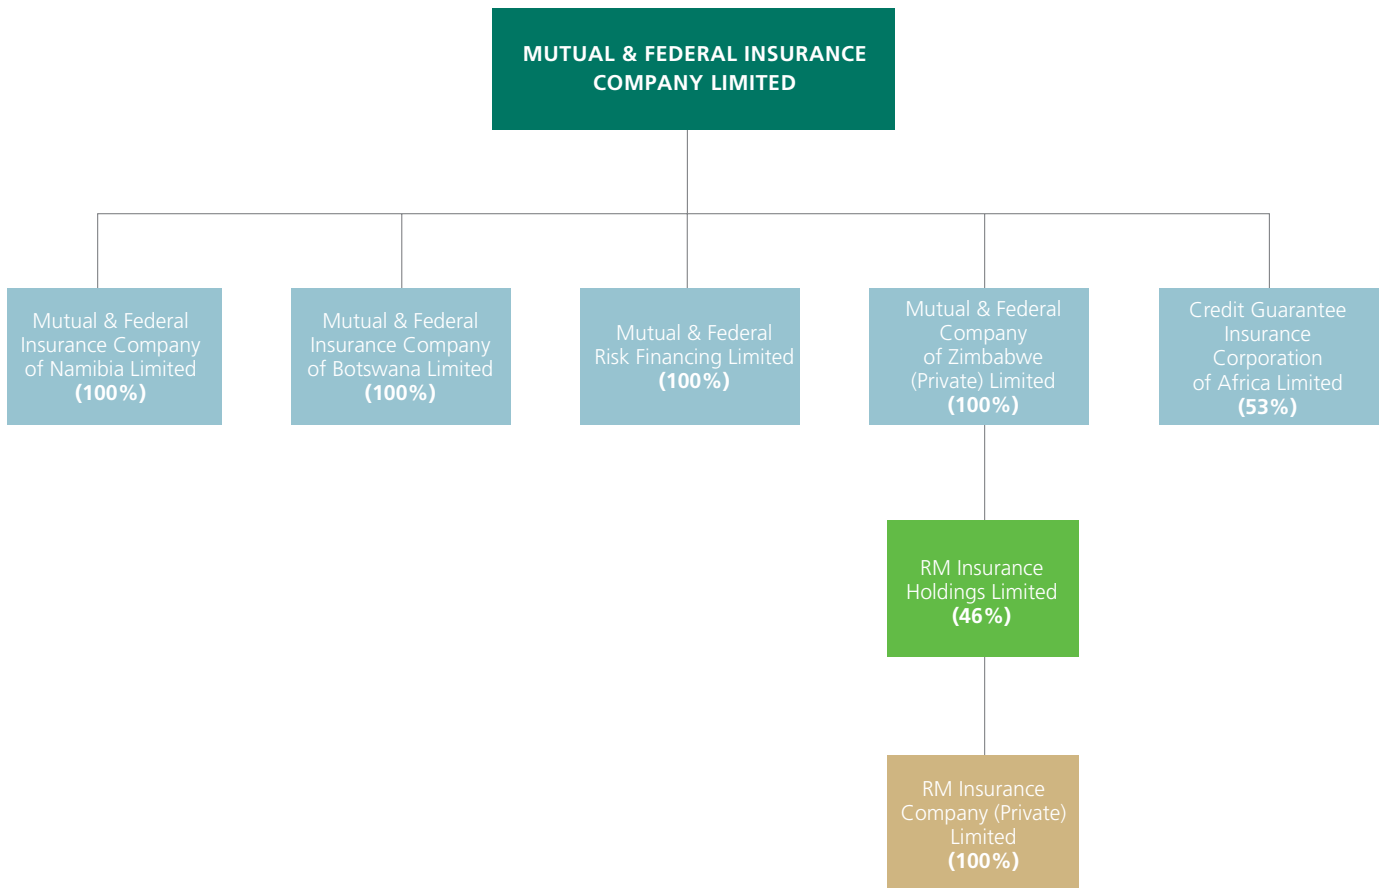 MUTUAL & FEDERAL INSURANCE
COMPANY LIMITED
Mutual & Federal
Insurance Company
of Namibia Limited
(100%)
Mutual & Federal
Insurance Company
of Botswana Limited
(100%)
Mutual & Federal
Risk Financing Limited
(100%)
Mutual & Federal
Company
of Zimbabwe
(Private) Limited
(100%)
Credit Guarantee
Insurance
Corporation
of Africa Limited
(53%)
RM Insurance
Holdings Limited
(46%)
RM Insurance
Company (Private)
Limited
(100%)